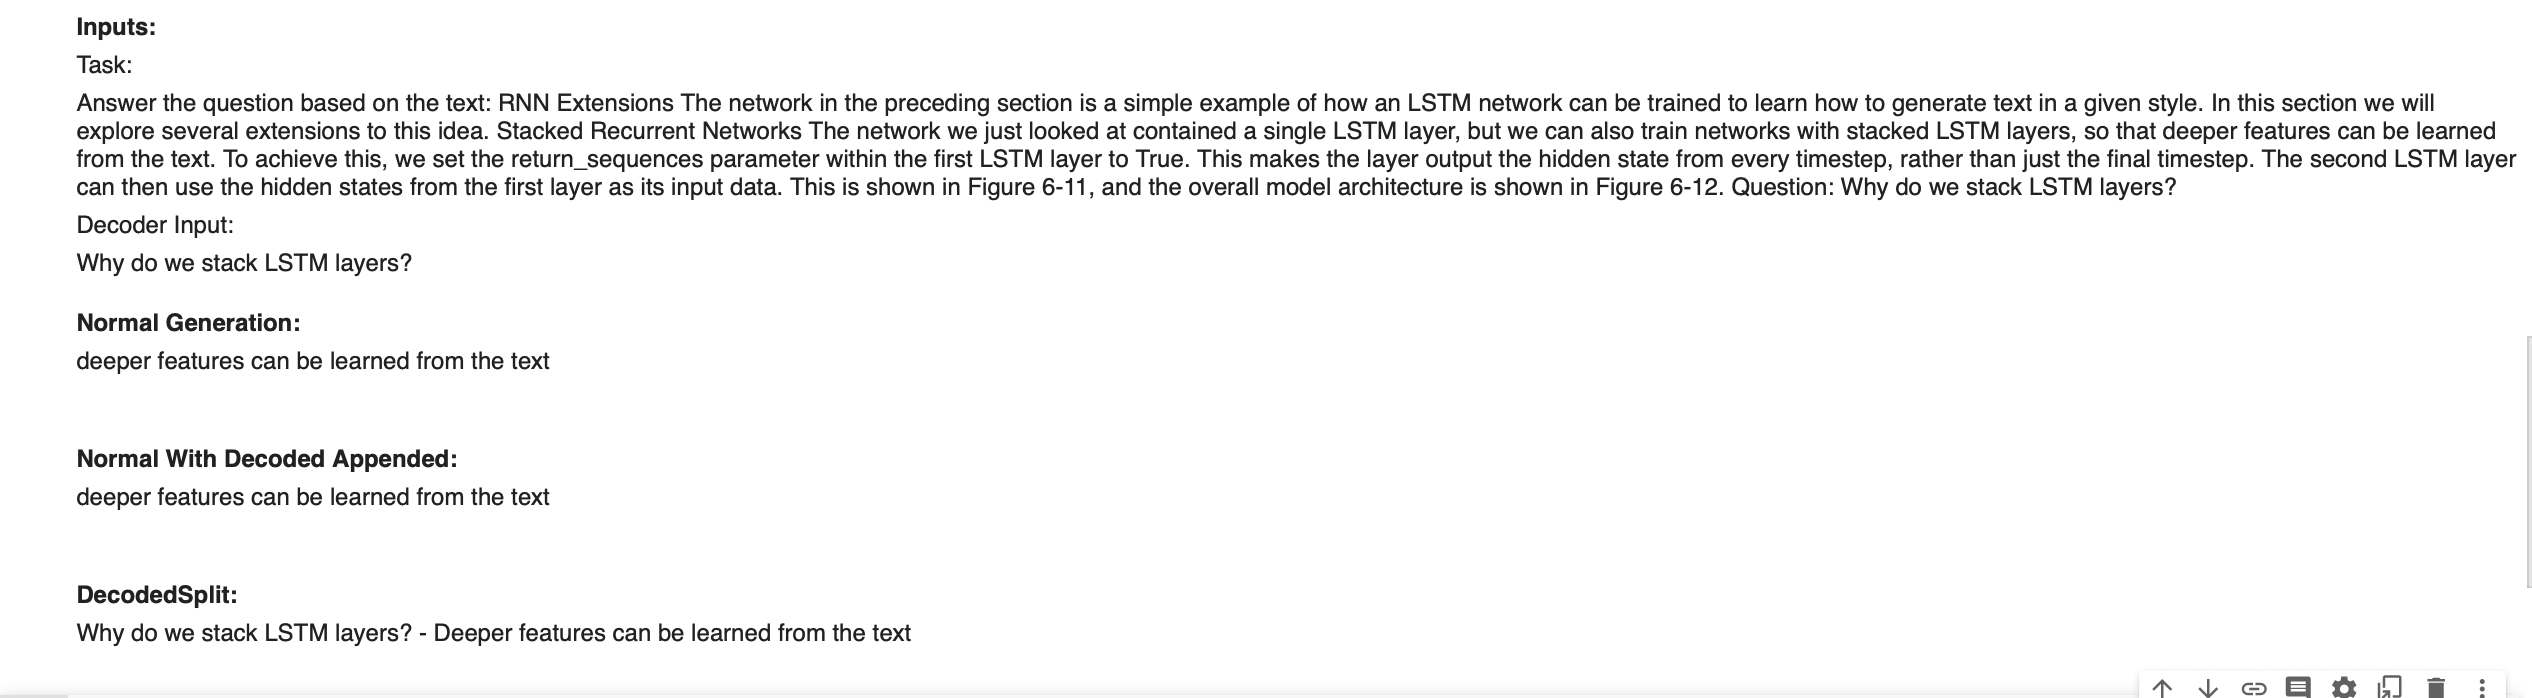 Inputs:
Task:
Answer the question based on the text: RNN Extensions The network in the preceding section is a simple example of how an LSTM network can be trained to learn how to generate text in a given style. In this section we will
explore several extensions to this idea. Stacked Recurrent Networks The network we just looked at contained a single LSTM layer, but we can also train networks with stacked LSTM layers, so that deeper features can be learned
from the text. To achieve this, we set the return_sequences parameter within the first LSTM layer to True. This makes the layer output the hidden state from every timestep, rather than just the final timestep. The second LSTM layer
can then use the hidden states from the first layer as its input data. This is shown in Figure 6-11, and the overall model architecture is shown in Figure 6-12. Question: Why do we stack LSTM layers?
Decoder Input:
Why do we stack LSTM layers?
Normal Generation:
deeper features can be learned from the text
Normal With Decoded Appended:
deeper features can be learned from the text
DecodedSplit:
Why do we stack LSTM layers? - Deeper features can be learned from the text